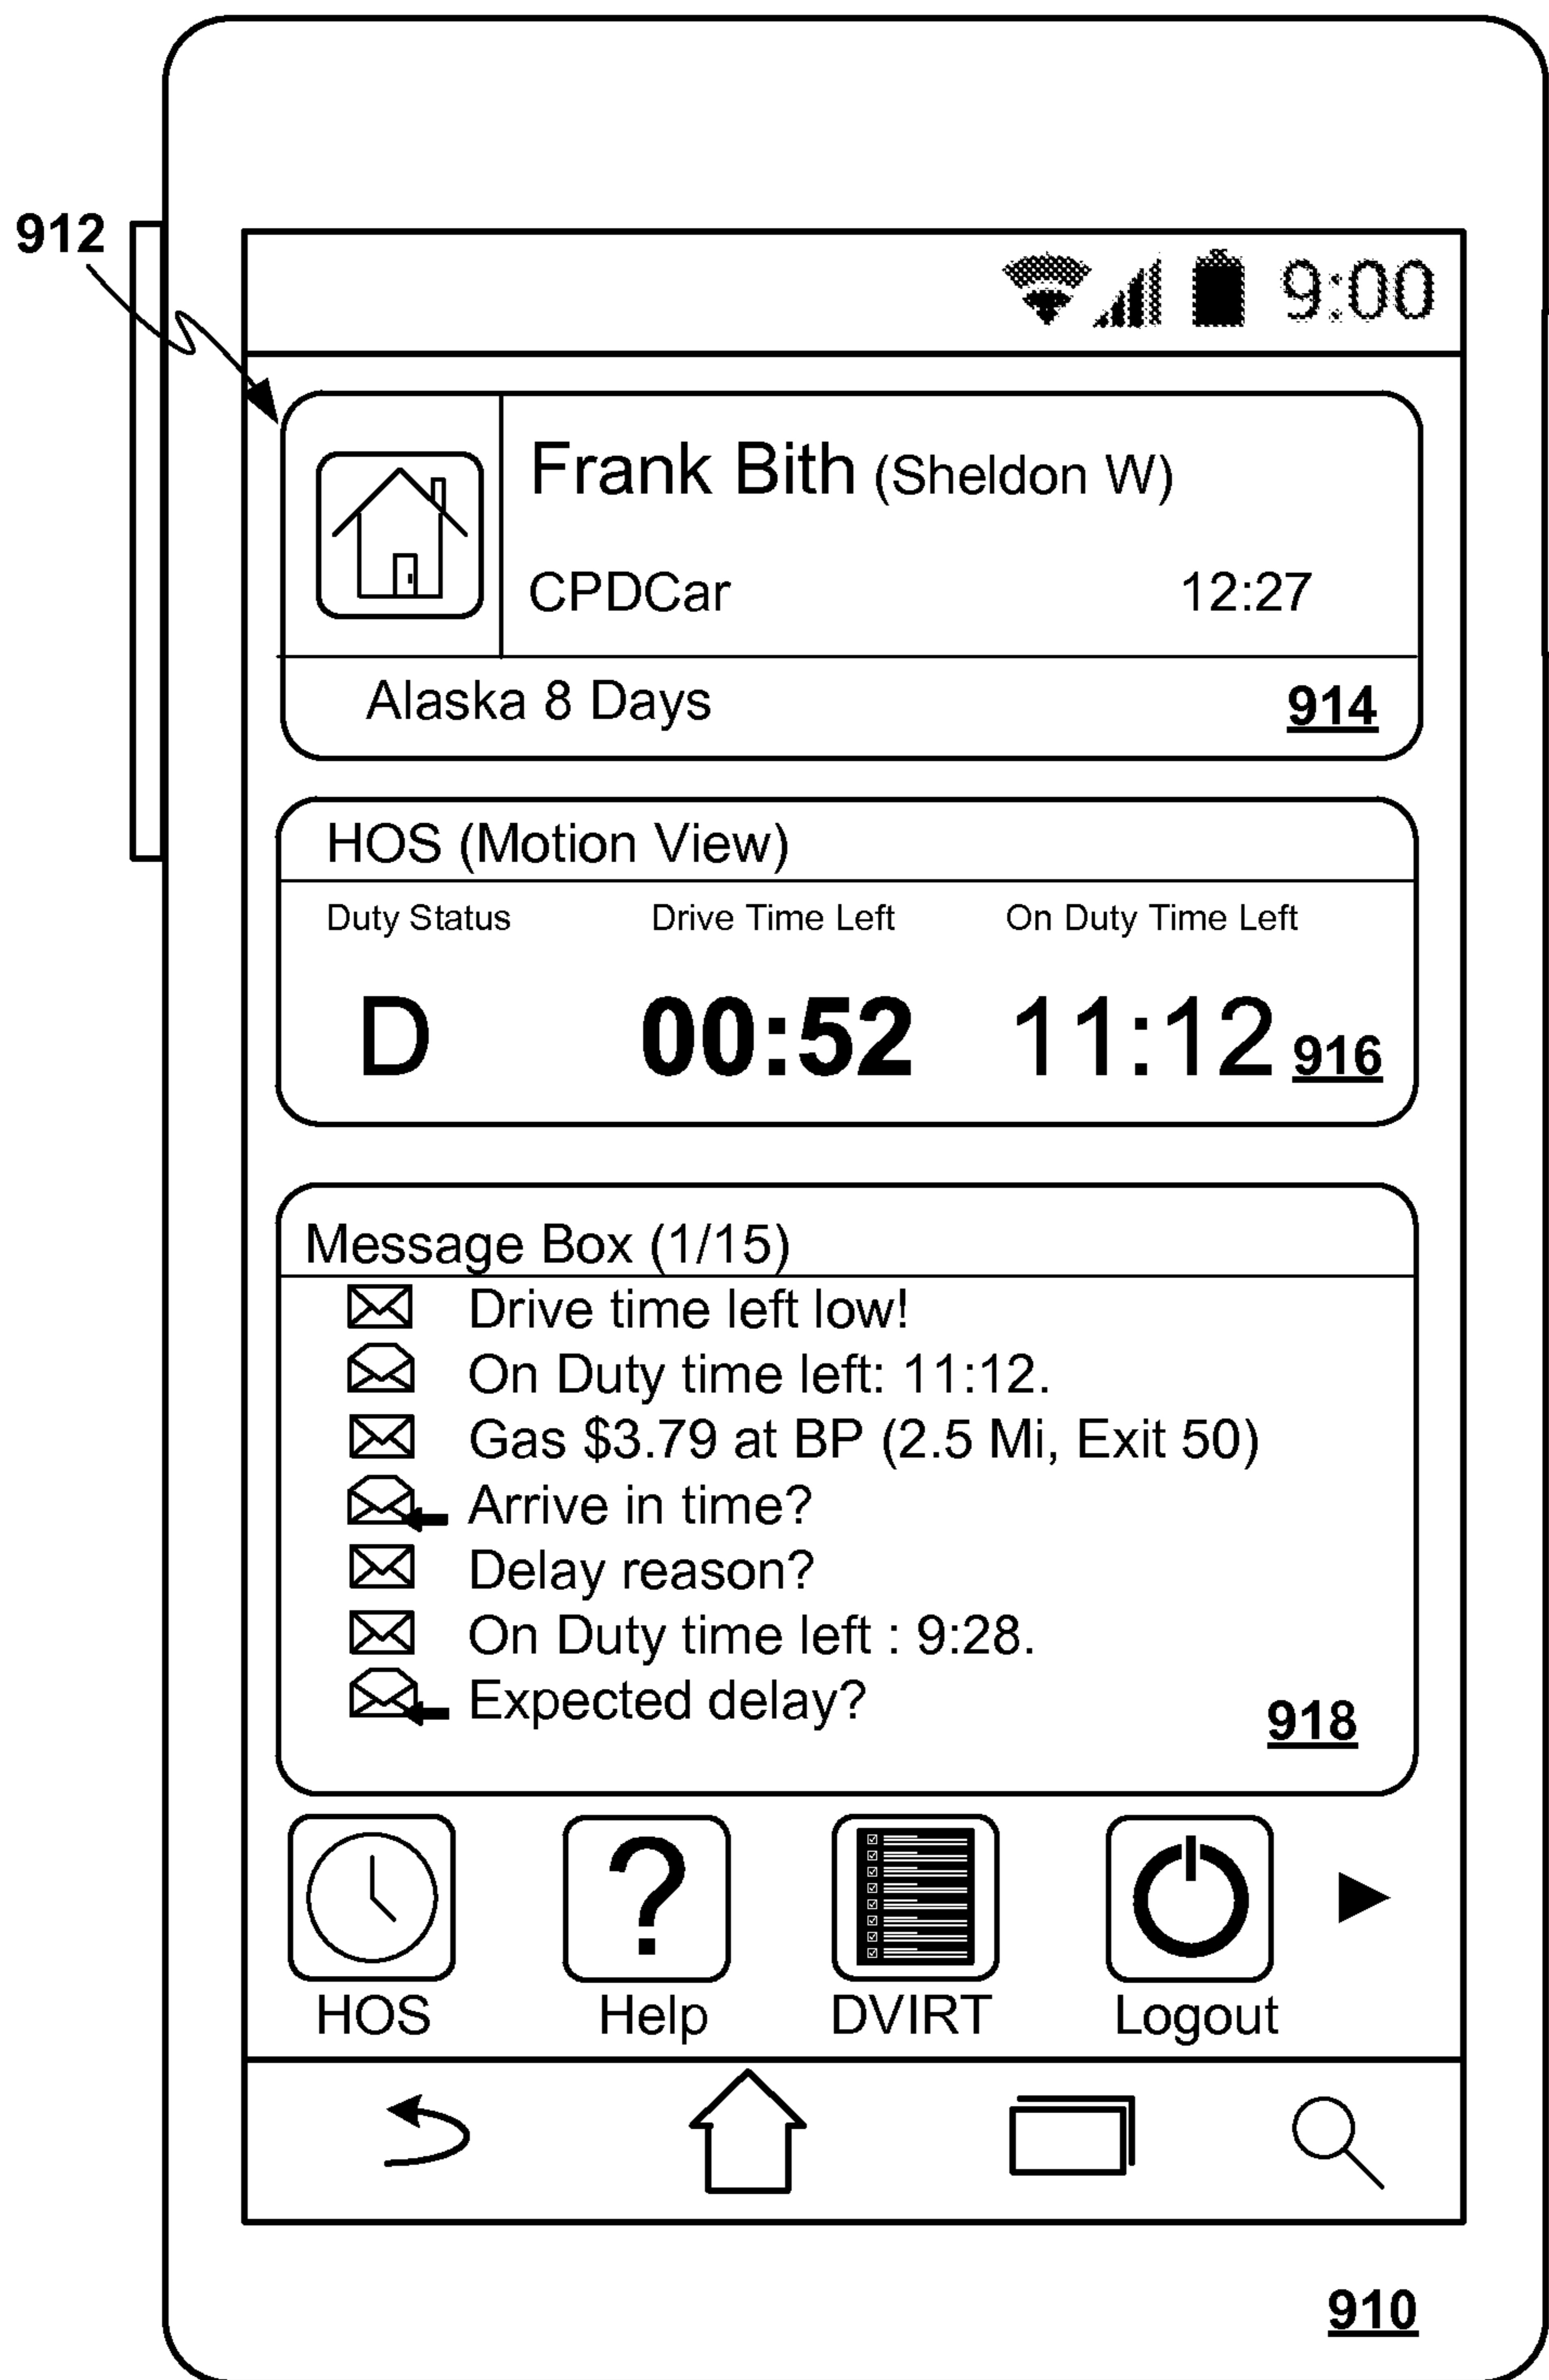 912
9:00
Frank Bith (Sheldon W)
CPDCar 12:27
Alaska 8 Days 914
HOS (Motion View)
Duty Status Drive Time Left On Duty Time Left
D 00:52 11:12 916
Message Box (1/15)
Drive time left low!
On Duty time left: 11:12.
Gas $3.79 at BP (2.5 Mi, Exit 50)
Arrive in time?
Delay reason?
On Duty time left : 9:28.
Expected delay?
918
?
HOS Help DVIRT Logout
910